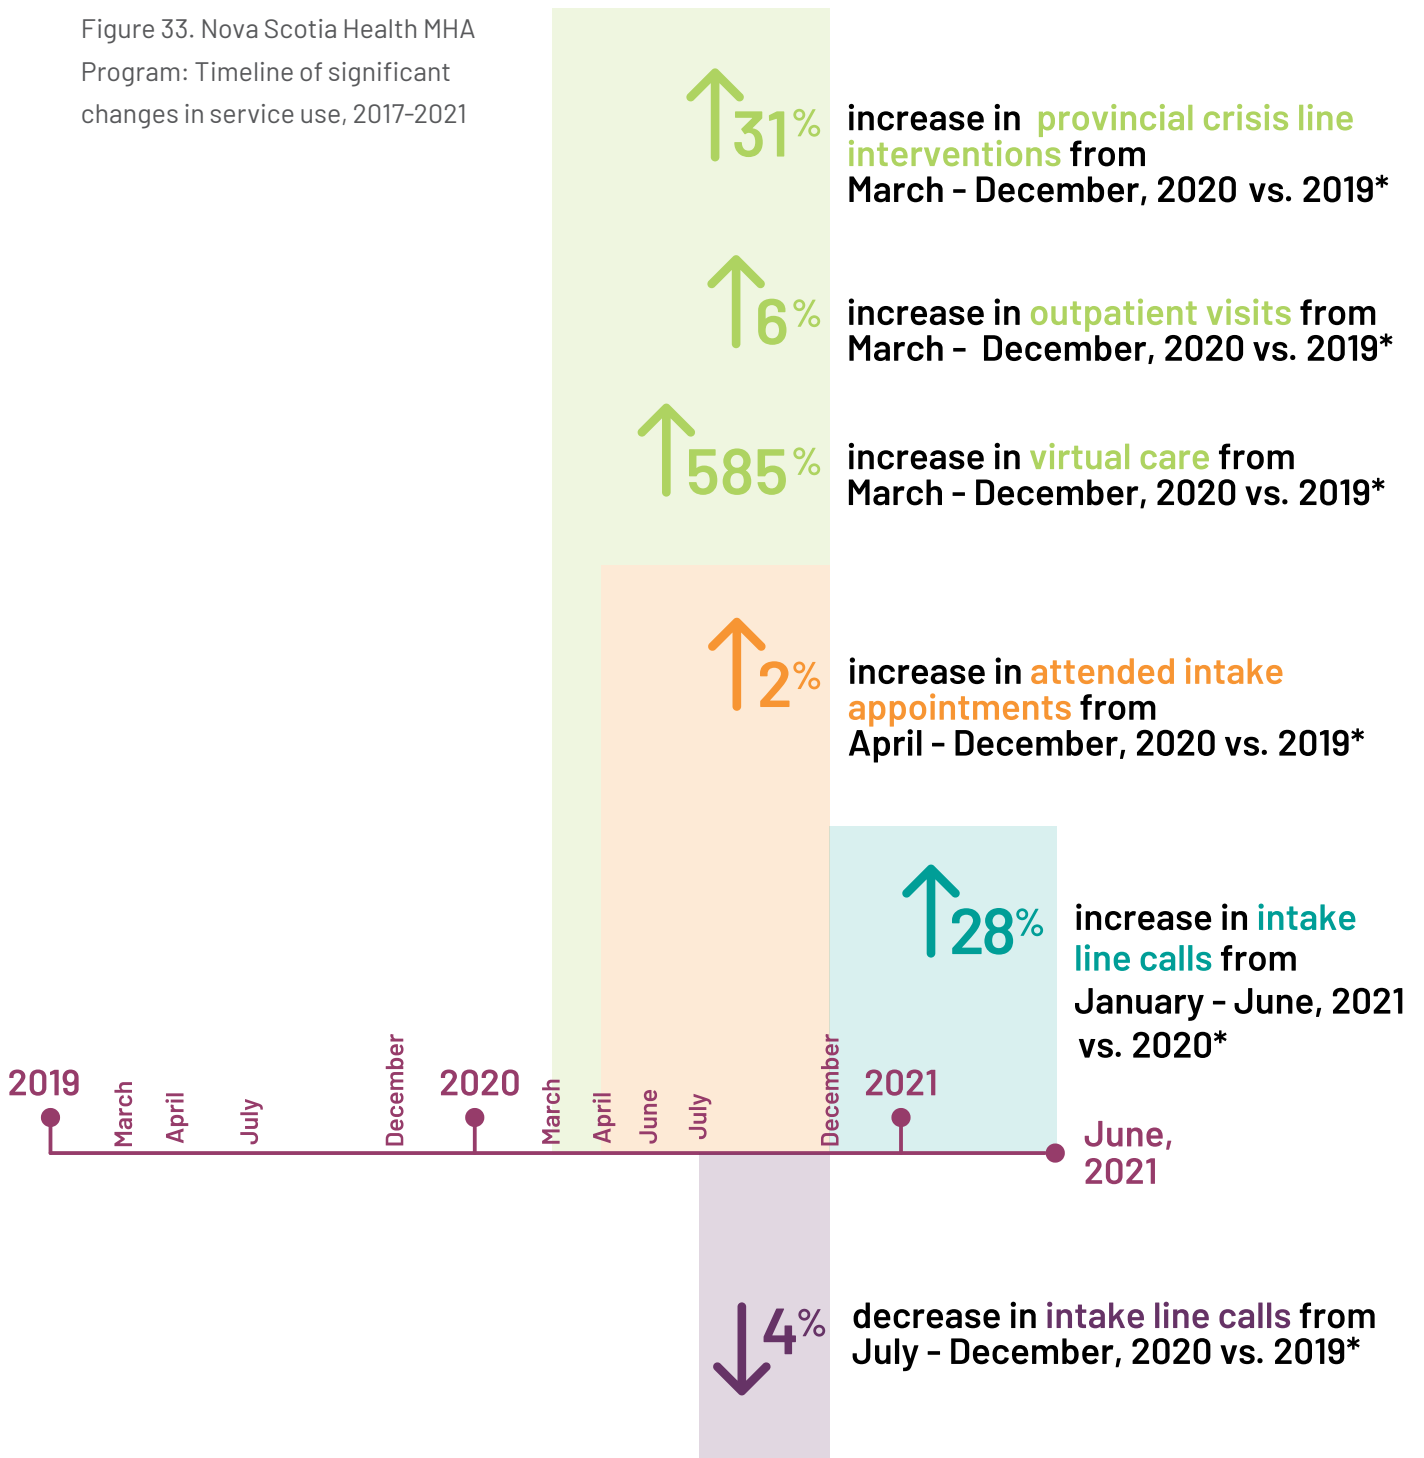 Figure 33. Nova Scotia Health MHA
Program: Timeline of significant
changes in service use, 2017-2021
31%
increase in provincial crisis line
interventions from
March - December, 2020 vs. 2019*
6%
increase in outpatient visits from
March - December, 2020 vs. 2019*
585%
increase in virtual care from
March - December, 2020 vs. 2019*
2%
increase in attended intake
appointments from
April - December, 2020 vs. 2019*
28%
increase in intake
line calls from
January - June, 2021
vs. 2020*
2019
March
April
July
December
2020
March
April
June
July
December
2021
June,
2021
4%
decrease in intake line calls from
July - December, 2020 vs. 2019*